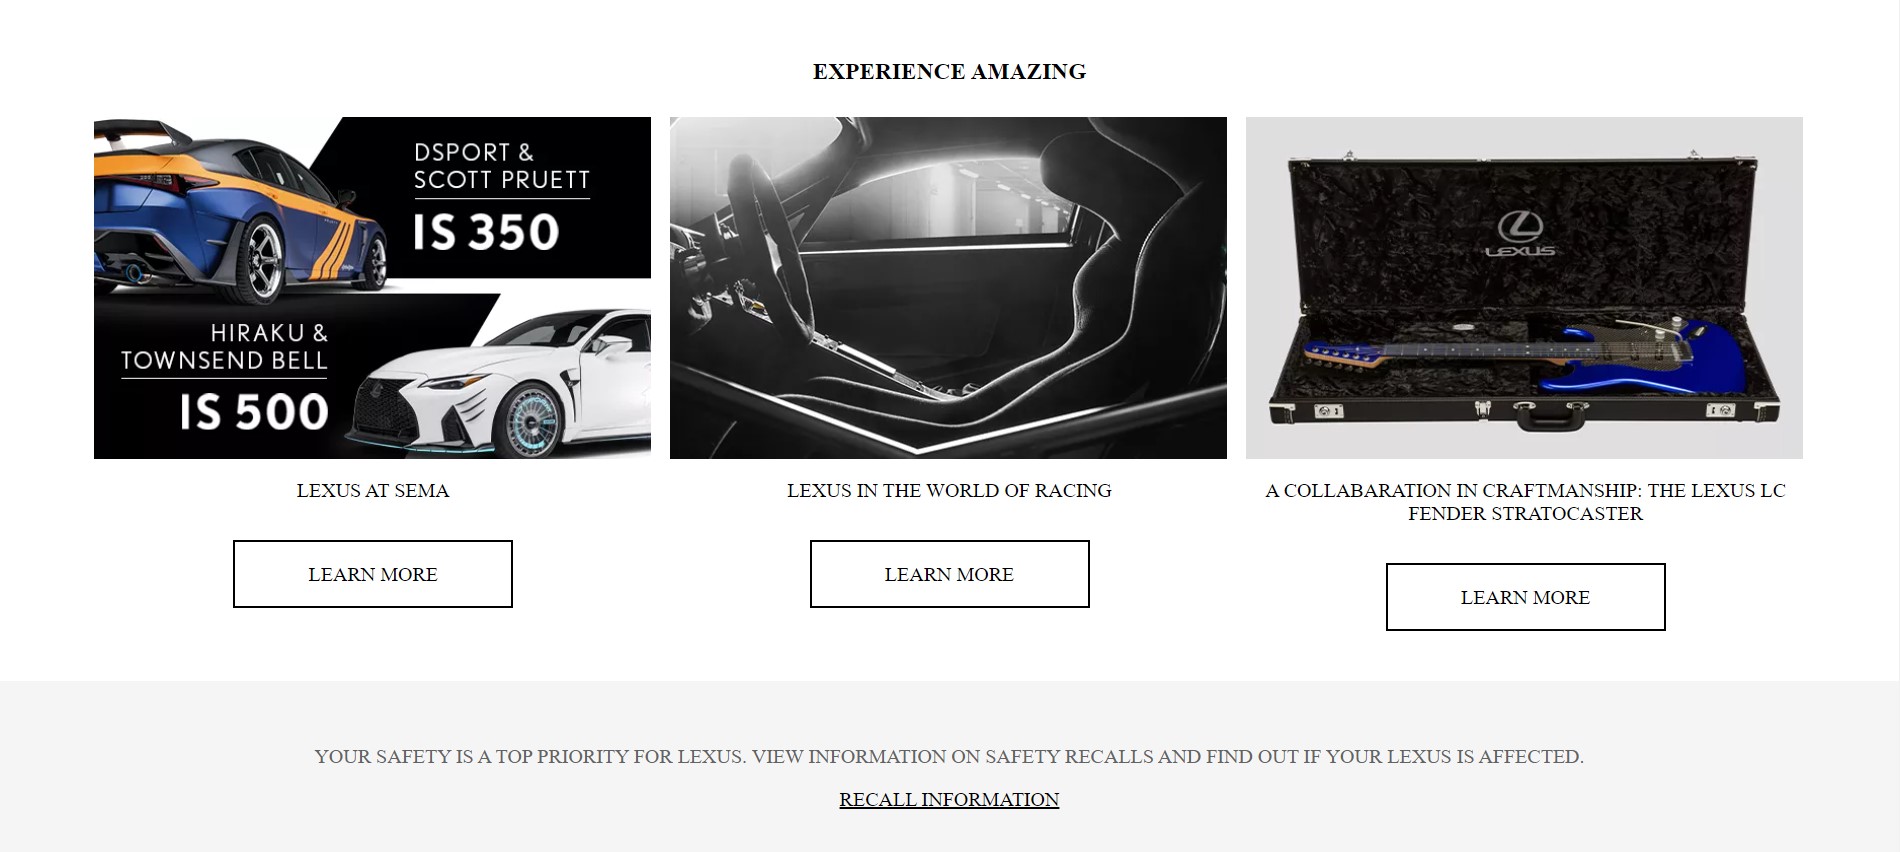 EXPERIENCE AMAZING
DSPORT &
SCOTT PRUETT
IS 350
HIRAKU &
TOWNSEND BELL
IS 500
LEXUS
LEXUS AT SEMA
LEARN MORE
LEXUS IN THE WORLD OF RACING
LEARN MORE
A COLLABARATION IN CRAFTMANSHIP: THE LEXUS LC
FENDER STRATOCASTER
LEARN MORE
YOUR SAFETY IS A TOP PRIORITY FOR LEXUS. VIEW INFORMATION ON SAFETY RECALLS AND FIND OUT IF YOUR LEXUS IS AFFECTED.
RECALL INFORMATION